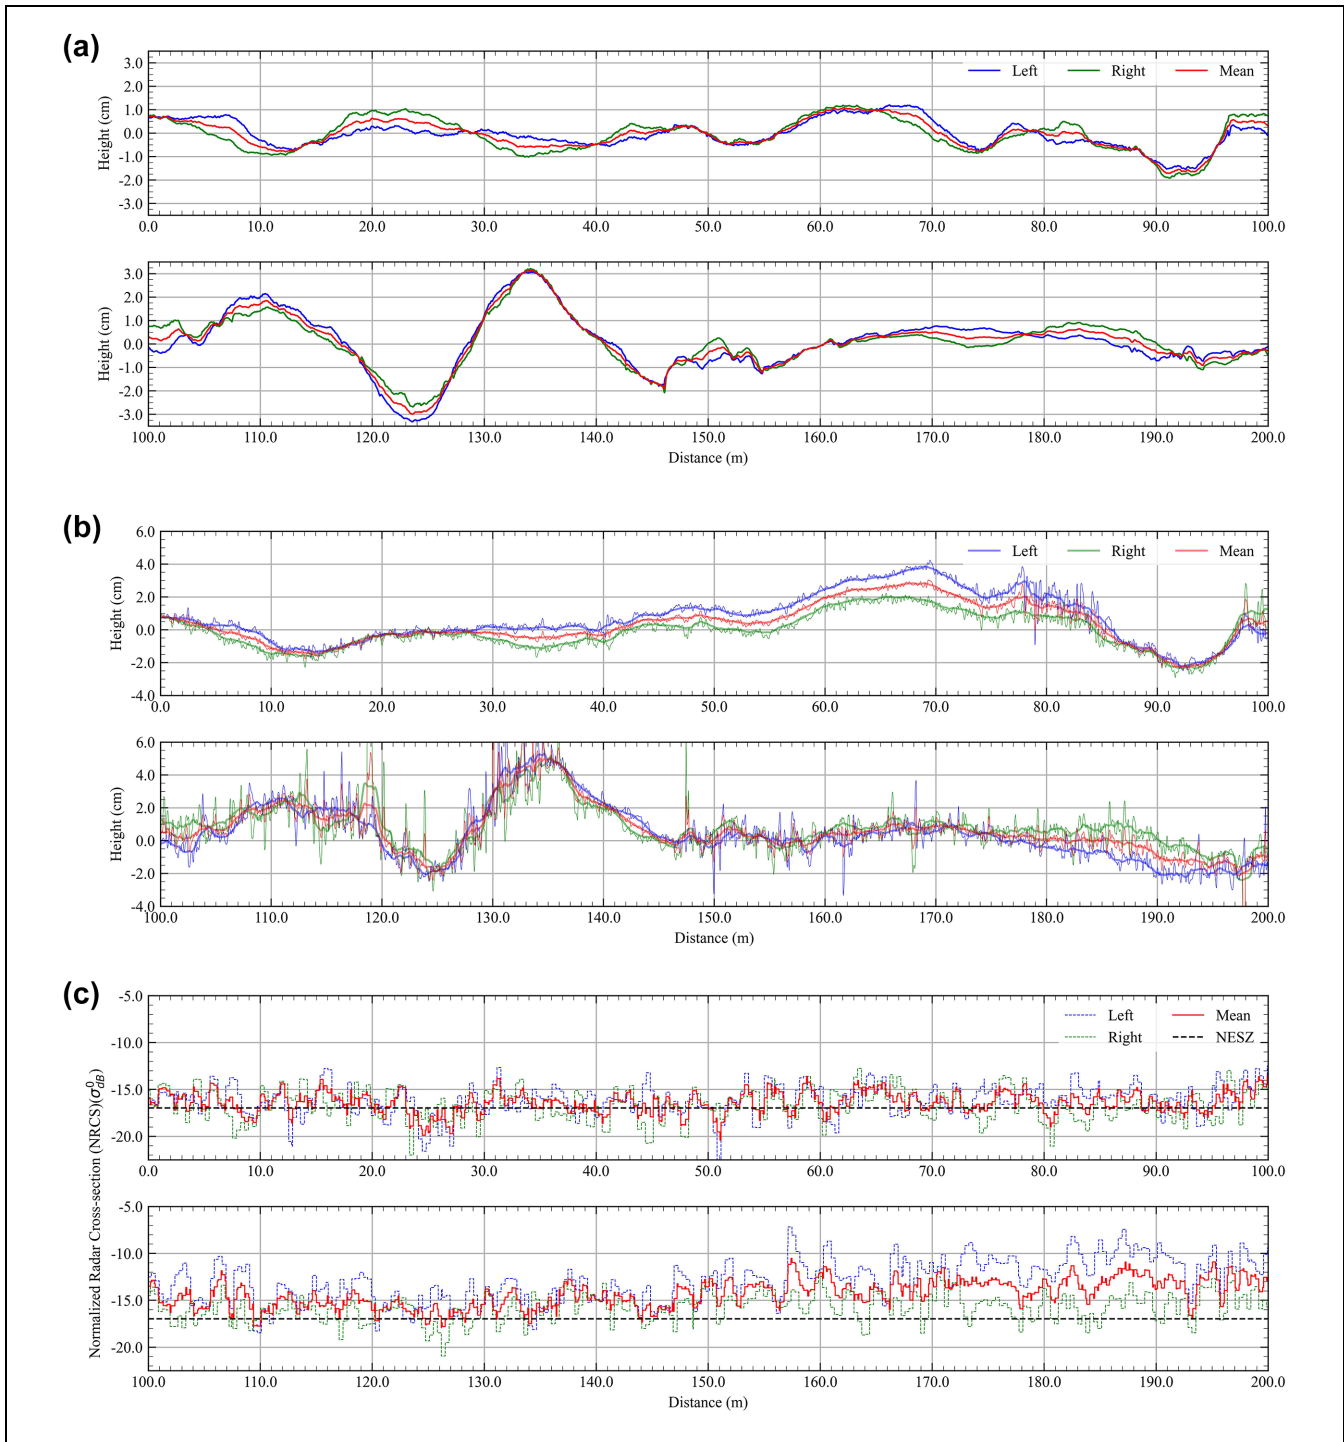 (a)
Left Right Mean
3.0
2.0
1.0
0.0
-1.0
-2.0
-3.0
Height (cm)
0.0 10.0 20.0 30.0 40.0 50.0 60.0 70.0 80.0 90.0 100.0
3.0
2.0
1.0
0.0
-1.0
-2.0
-3.0
Height (cm)
100.0 110.0 120.0 130.0 140.0 150.0 160.0 170.0 180.0 190.0 200.0
Distance (m)
(b)
Left Right Mean
6.0
4.0
2.0
0.0
-2.0
-4.0
Height (cm)
0.0 10.0 20.0 30.0 40.0 50.0 60.0 70.0 80.0 90.0 100.0
6.0
4.0
2.0
0.0
-2.0
-4.0
Height (cm)
100.0 110.0 120.0 130.0 140.0 150.0 160.0 170.0 180.0 190.0 200.0
Distance (m)
(c)
Left Mean
Right NESZ
-5.0
-10.0
-15.0
-20.0
0.0 10.0 20.0 30.0 40.0 50.0 60.0 70.0 80.0 90.0 100.0
Normalized Radar Cross-section (NRCS)(σ⁰dB)
-5.0
-10.0
-15.0
-20.0
100.0 110.0 120.0 130.0 140.0 150.0 160.0 170.0 180.0 190.0 200.0
Distance (m)